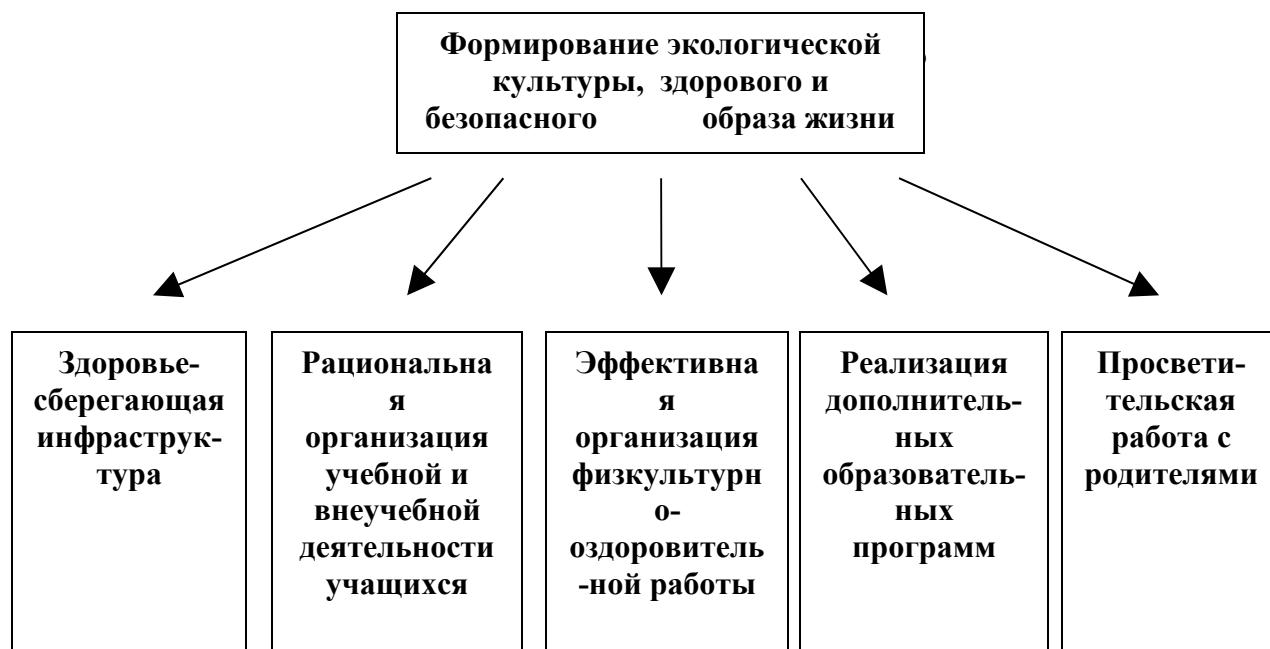 Формирование экологической
культуры, здорового и
безопасного образа жизни
Здоровье-
сберегающая
инфраструк-
тура
Рациональна
я
организация
учебной и
внеучебной
деятельности
учащихся
Эффективна
я
организация
физкультурн
о-
оздоровитель
-ной работы
Реализация
дополнитель-
ных
образователь-
ных
программ
Просвети-
тельская
работа с
родителями